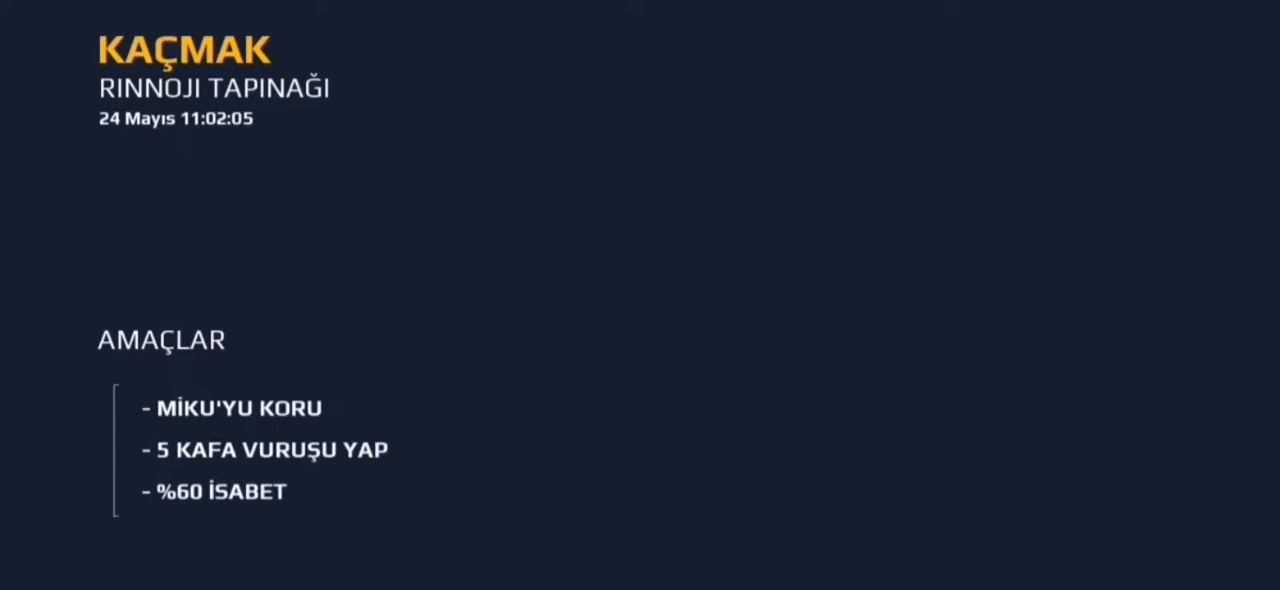 KAÇMAK
RINNOJI TAPINAĞI
24 Mayıs 11:02:05
AMAÇLAR
- MİKU'YU KORU
- 5 KAFA VURUŞU YAP
- %60 İSABET